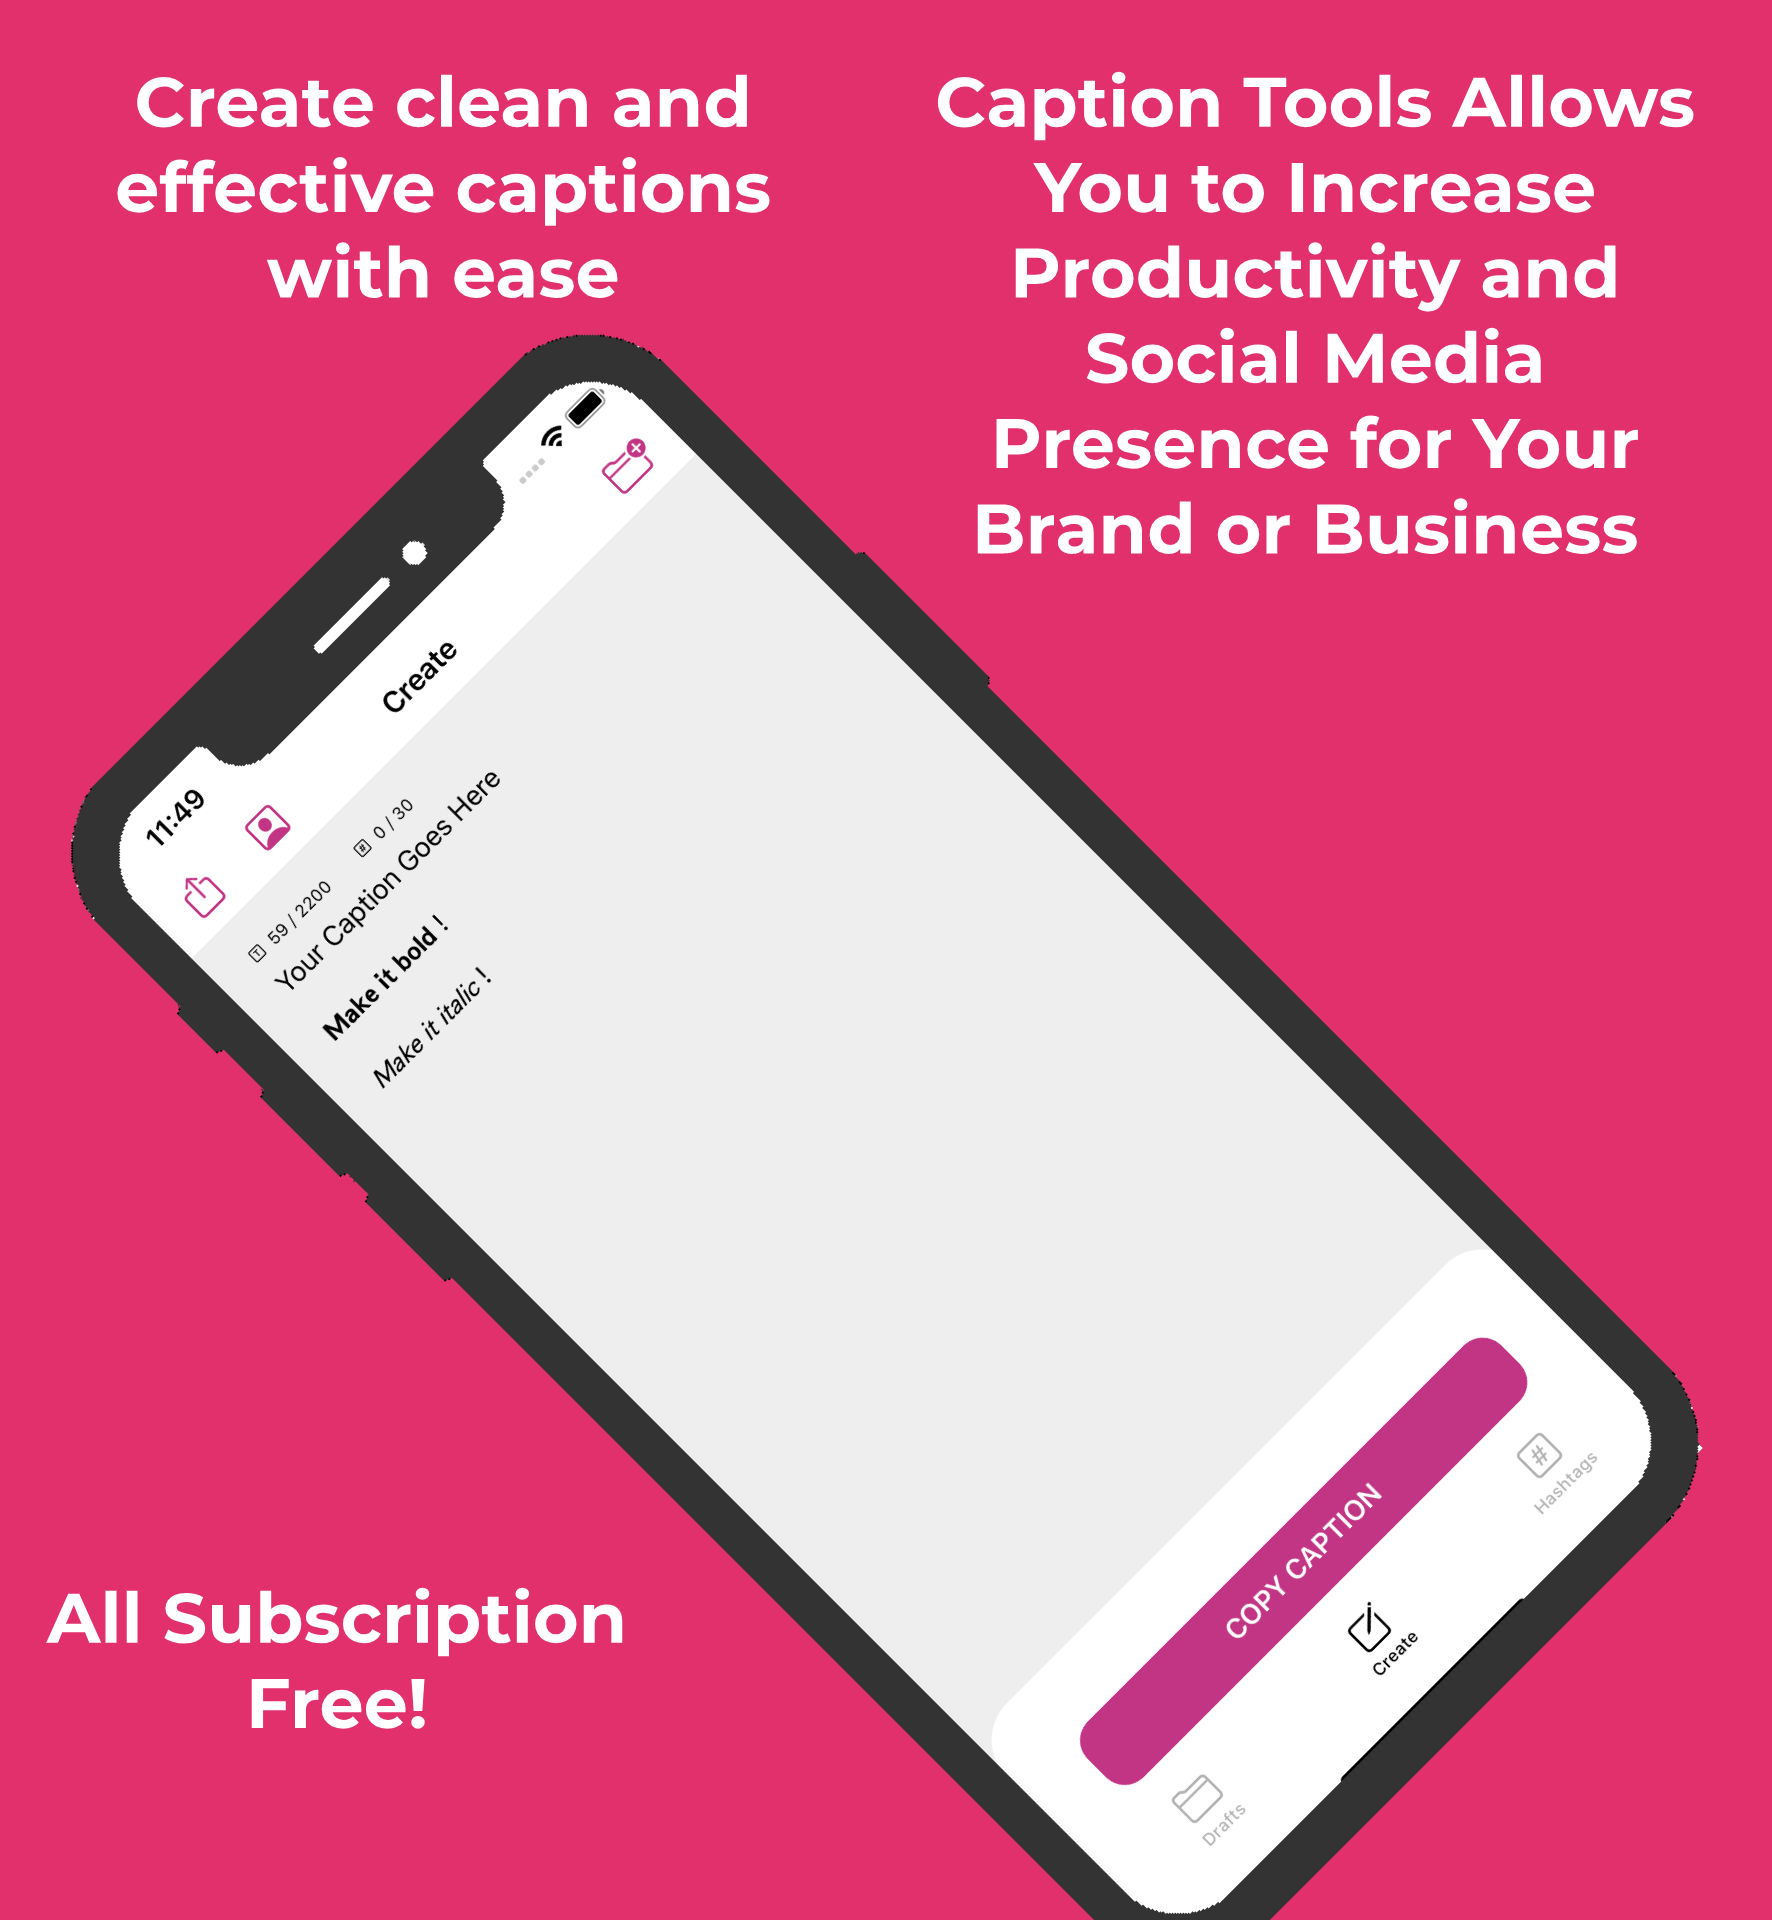 Create clean and
effective captions
with ease
Caption Tools Allows
You to Increase
Productivity and
Social Media
Presence for Your
Brand or Business
11:49
Create
59 / 2200
# 0 / 30
Your Caption Goes Here
Make it bold !
Make it italic !
COPY CAPTION
Drafts
Create
#
Hashtags
All Subscription
Free!